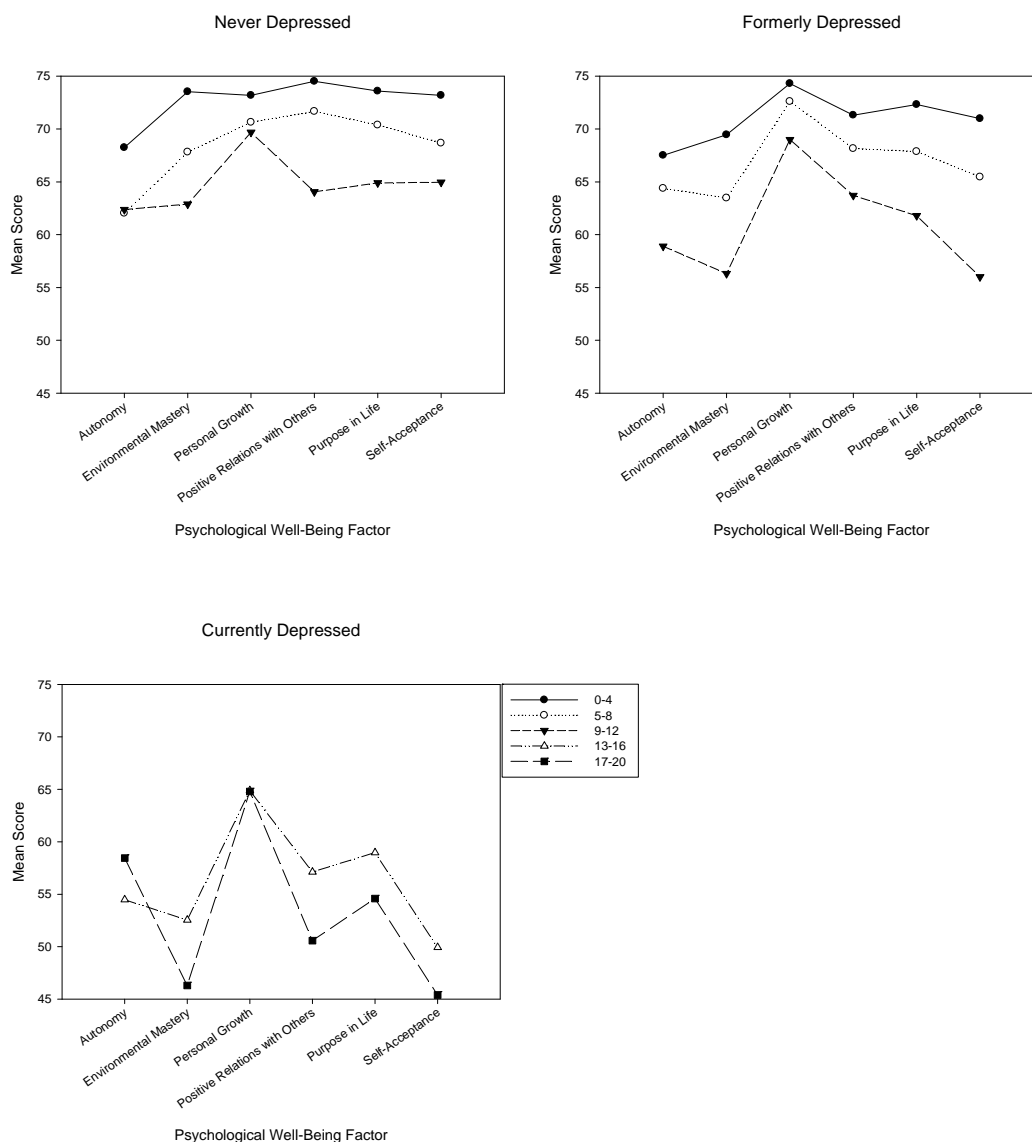 Never Depressed
75
70
65
60
55
50
45
Mean Score
Autonomy
Environmental Mastery
Personal Growth
Positive Relations with Others
Purpose in Life
Self-Acceptance
Psychological Well-Being Factor
Formerly Depressed
75
70
65
60
55
50
45
Mean Score
Autonomy
Environmental Mastery
Personal Growth
Positive Relations with Others
Purpose in Life
Self-Acceptance
Psychological Well-Being Factor
Currently Depressed
75
70
65
60
55
50
45
Mean Score
Autonomy
Environmental Mastery
Personal Growth
Positive Relations with Others
Purpose in Life
Self-Acceptance
Psychological Well-Being Factor
0-4
5-8
9-12
13-16
17-20